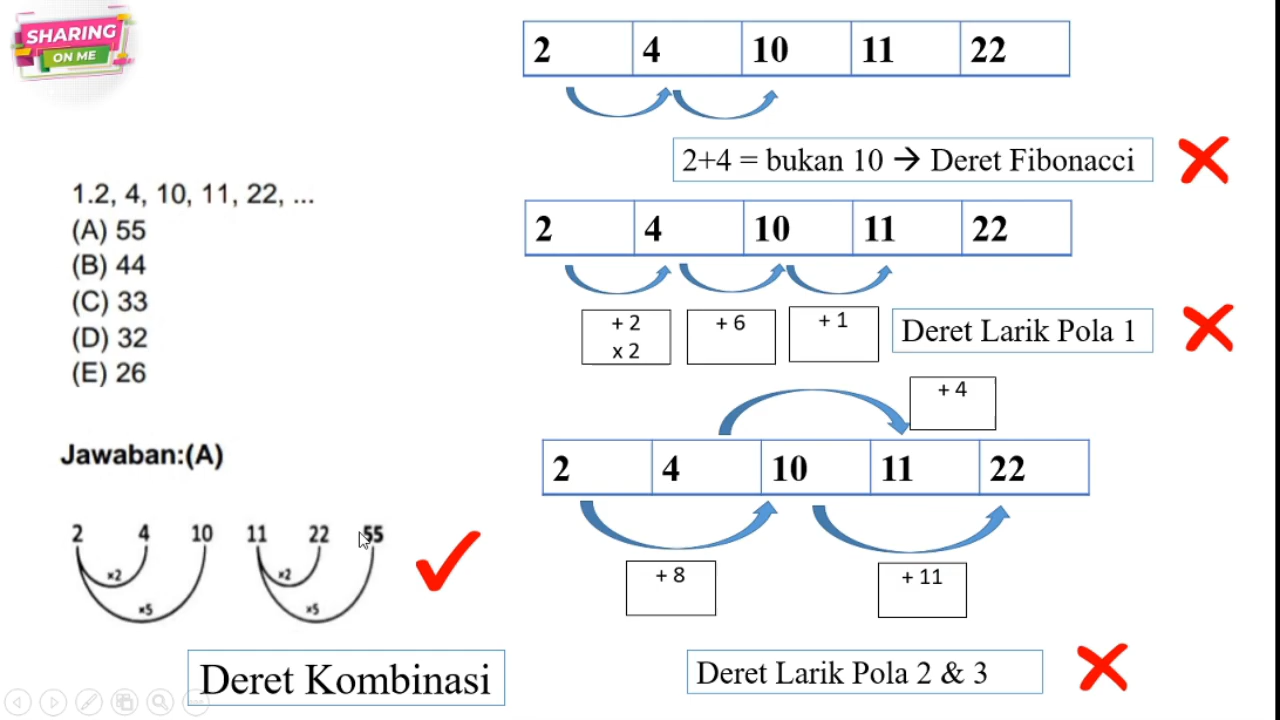 SHARING
ON ME
1.2, 4, 10, 11, 22, ...
(A) 55
(B) 44
(C) 33
(D) 32
(E) 26
Jawaban:(A)
2 4 10 11 22 55
x2 x2
x5 x5
Deret Kombinasi
2 4 10 11 22
2+4 = bukan 10 → Deret Fibonacci
2 4 10 11 22
+ 2
x 2
+ 6
+ 1
Deret Larik Pola 1
+ 4
2 4 10 11 22
+ 8
+ 11
Deret Larik Pola 2 & 3